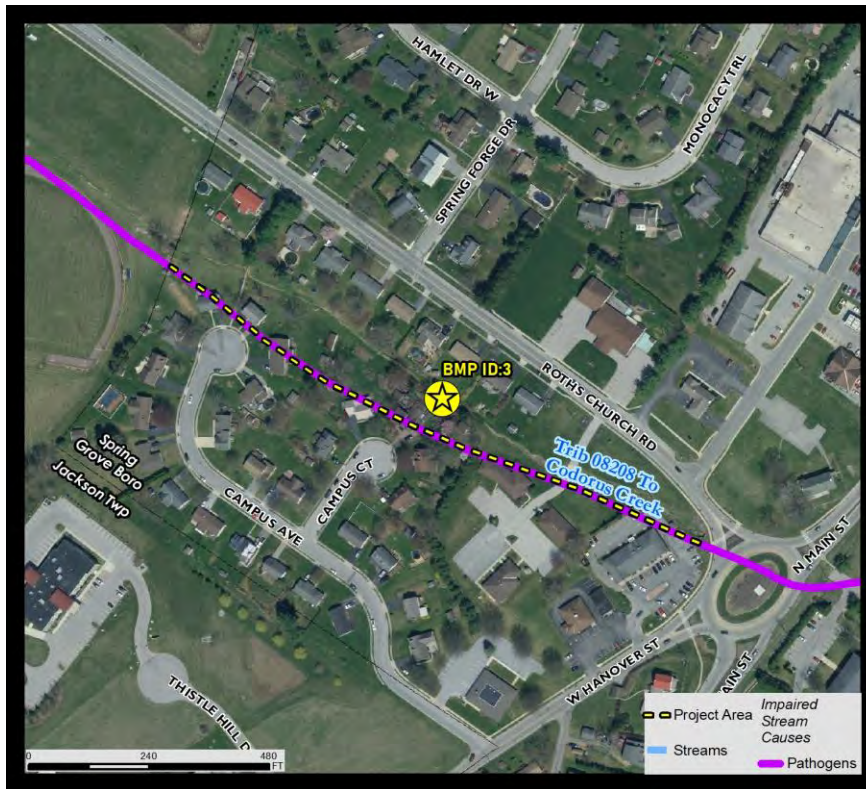 HAMLET DR W
MONOCACY TRL
SPRING FORGE DR
BMP ID:3
ROTHS CHURCH RD
Trib 08208 To
Codorus Creek
Spring
Grove Boro
Jackson Twp
CAMPUS CT
CAMPUS AVE
N MAIN ST
W HANOVER ST
AIN ST
THISTLE HILL D
0 240 480
FT
Project Area
Streams
Impaired
Stream
Causes
Pathogens